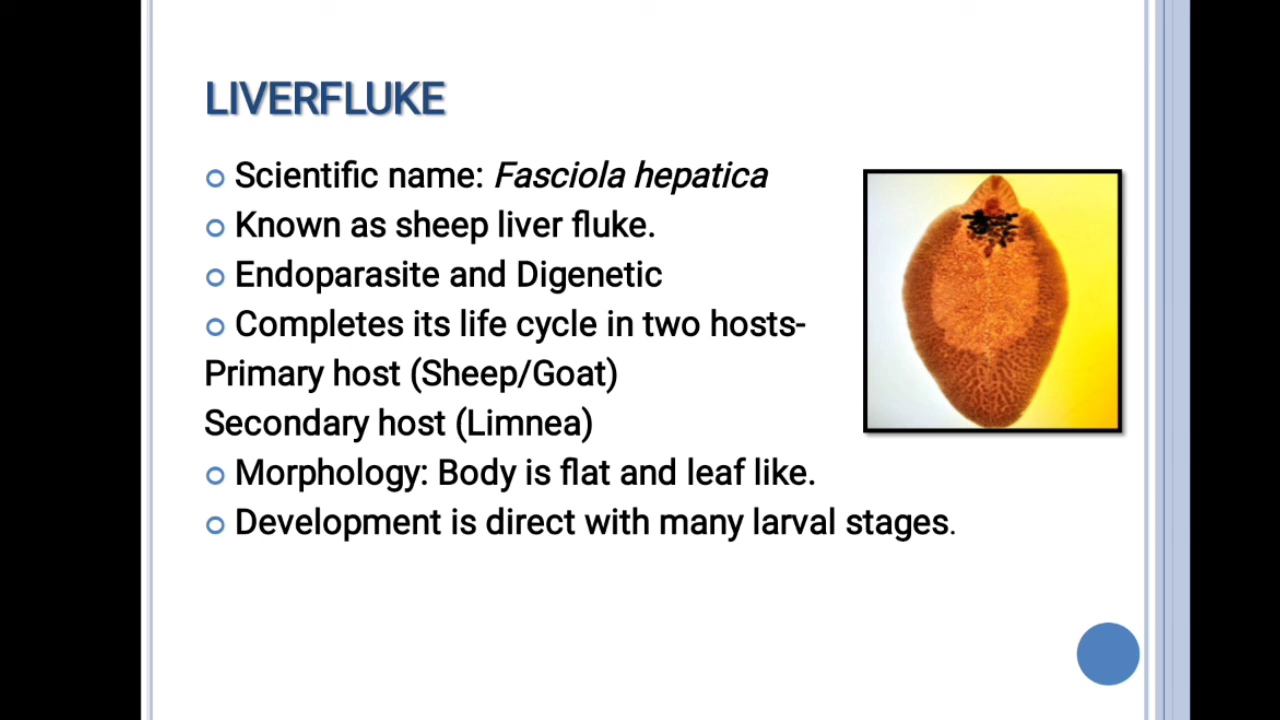 LIVERFLUKE
Scientific name: Fasciola hepatica
Known as sheep liver fluke.
Endoparasite and Digenetic
Completes its life cycle in two hosts-
Primary host (Sheep/Goat)
Secondary host (Limnea)
Morphology: Body is flat and leaf like.
Development is direct with many larval stages.